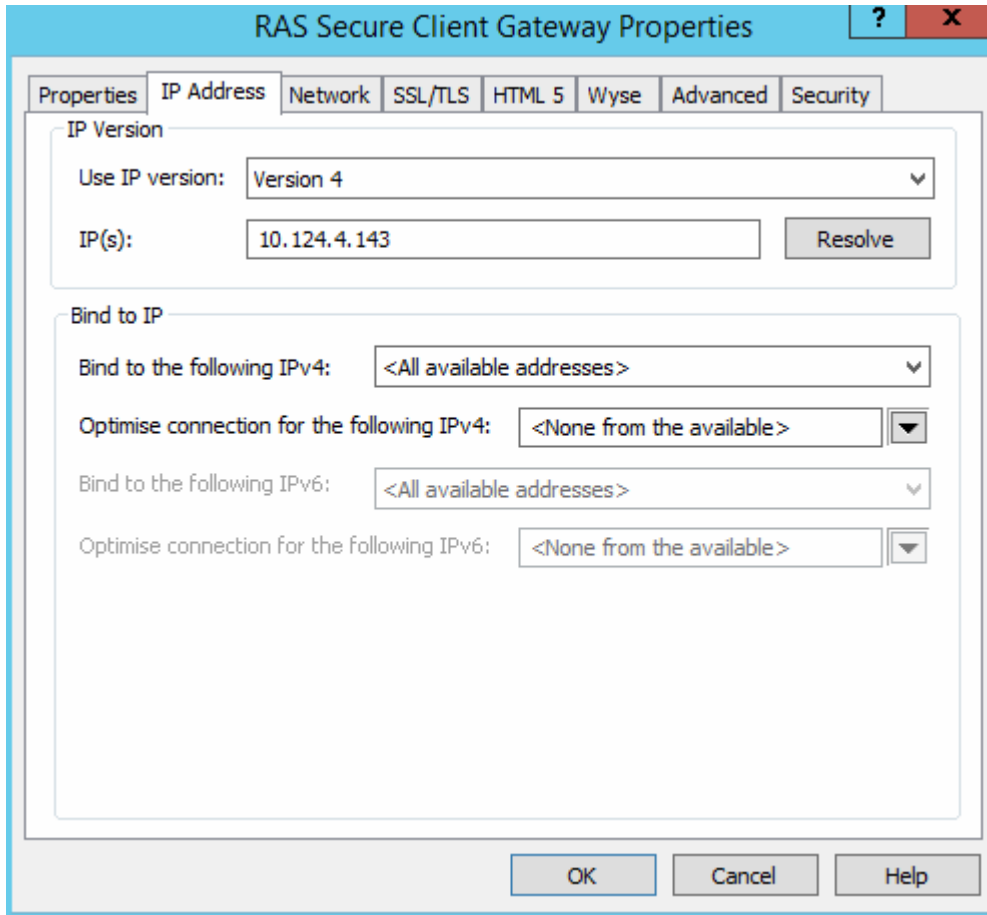 RAS Secure Client Gateway Properties ? x
Properties IP Address Network SSL/TLS HTML 5 Wyse Advanced Security
IP Version
Use IP version: Version 4
IP(s): 10.124.4.143 Resolve
Bind to IP
Bind to the following IPv4: <All available addresses>
Optimise connection for the following IPv4: <None from the available>
Bind to the following IPv6: <All available addresses>
Optimise connection for the following IPv6: <None from the available>
OK Cancel Help